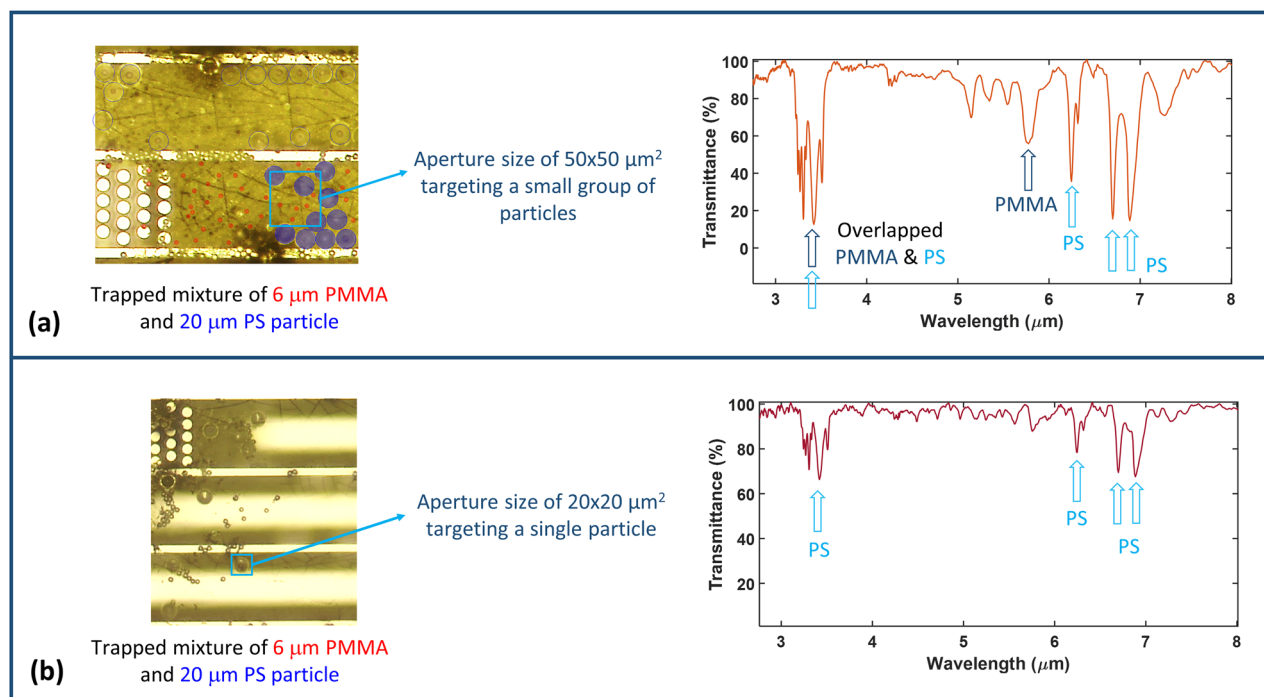 Aperture size of 50x50 μm²
targeting a small group of
particles
Trapped mixture of 6 μm PMMA
and 20 μm PS particle
(a)
Transmittance (%)
100
80
60
40
20
0
PMMA
PS
PS
Overlapped
PMMA & PS
3 4 5 6 7 8
Wavelength (μm)
Aperture size of 20x20 μm²
targeting a single particle
Trapped mixture of 6 μm PMMA
and 20 μm PS particle
(b)
Transmittance (%)
100
80
60
40
20
PS
PS
PS
3 4 5 6 7 8
Wavelength (μm)